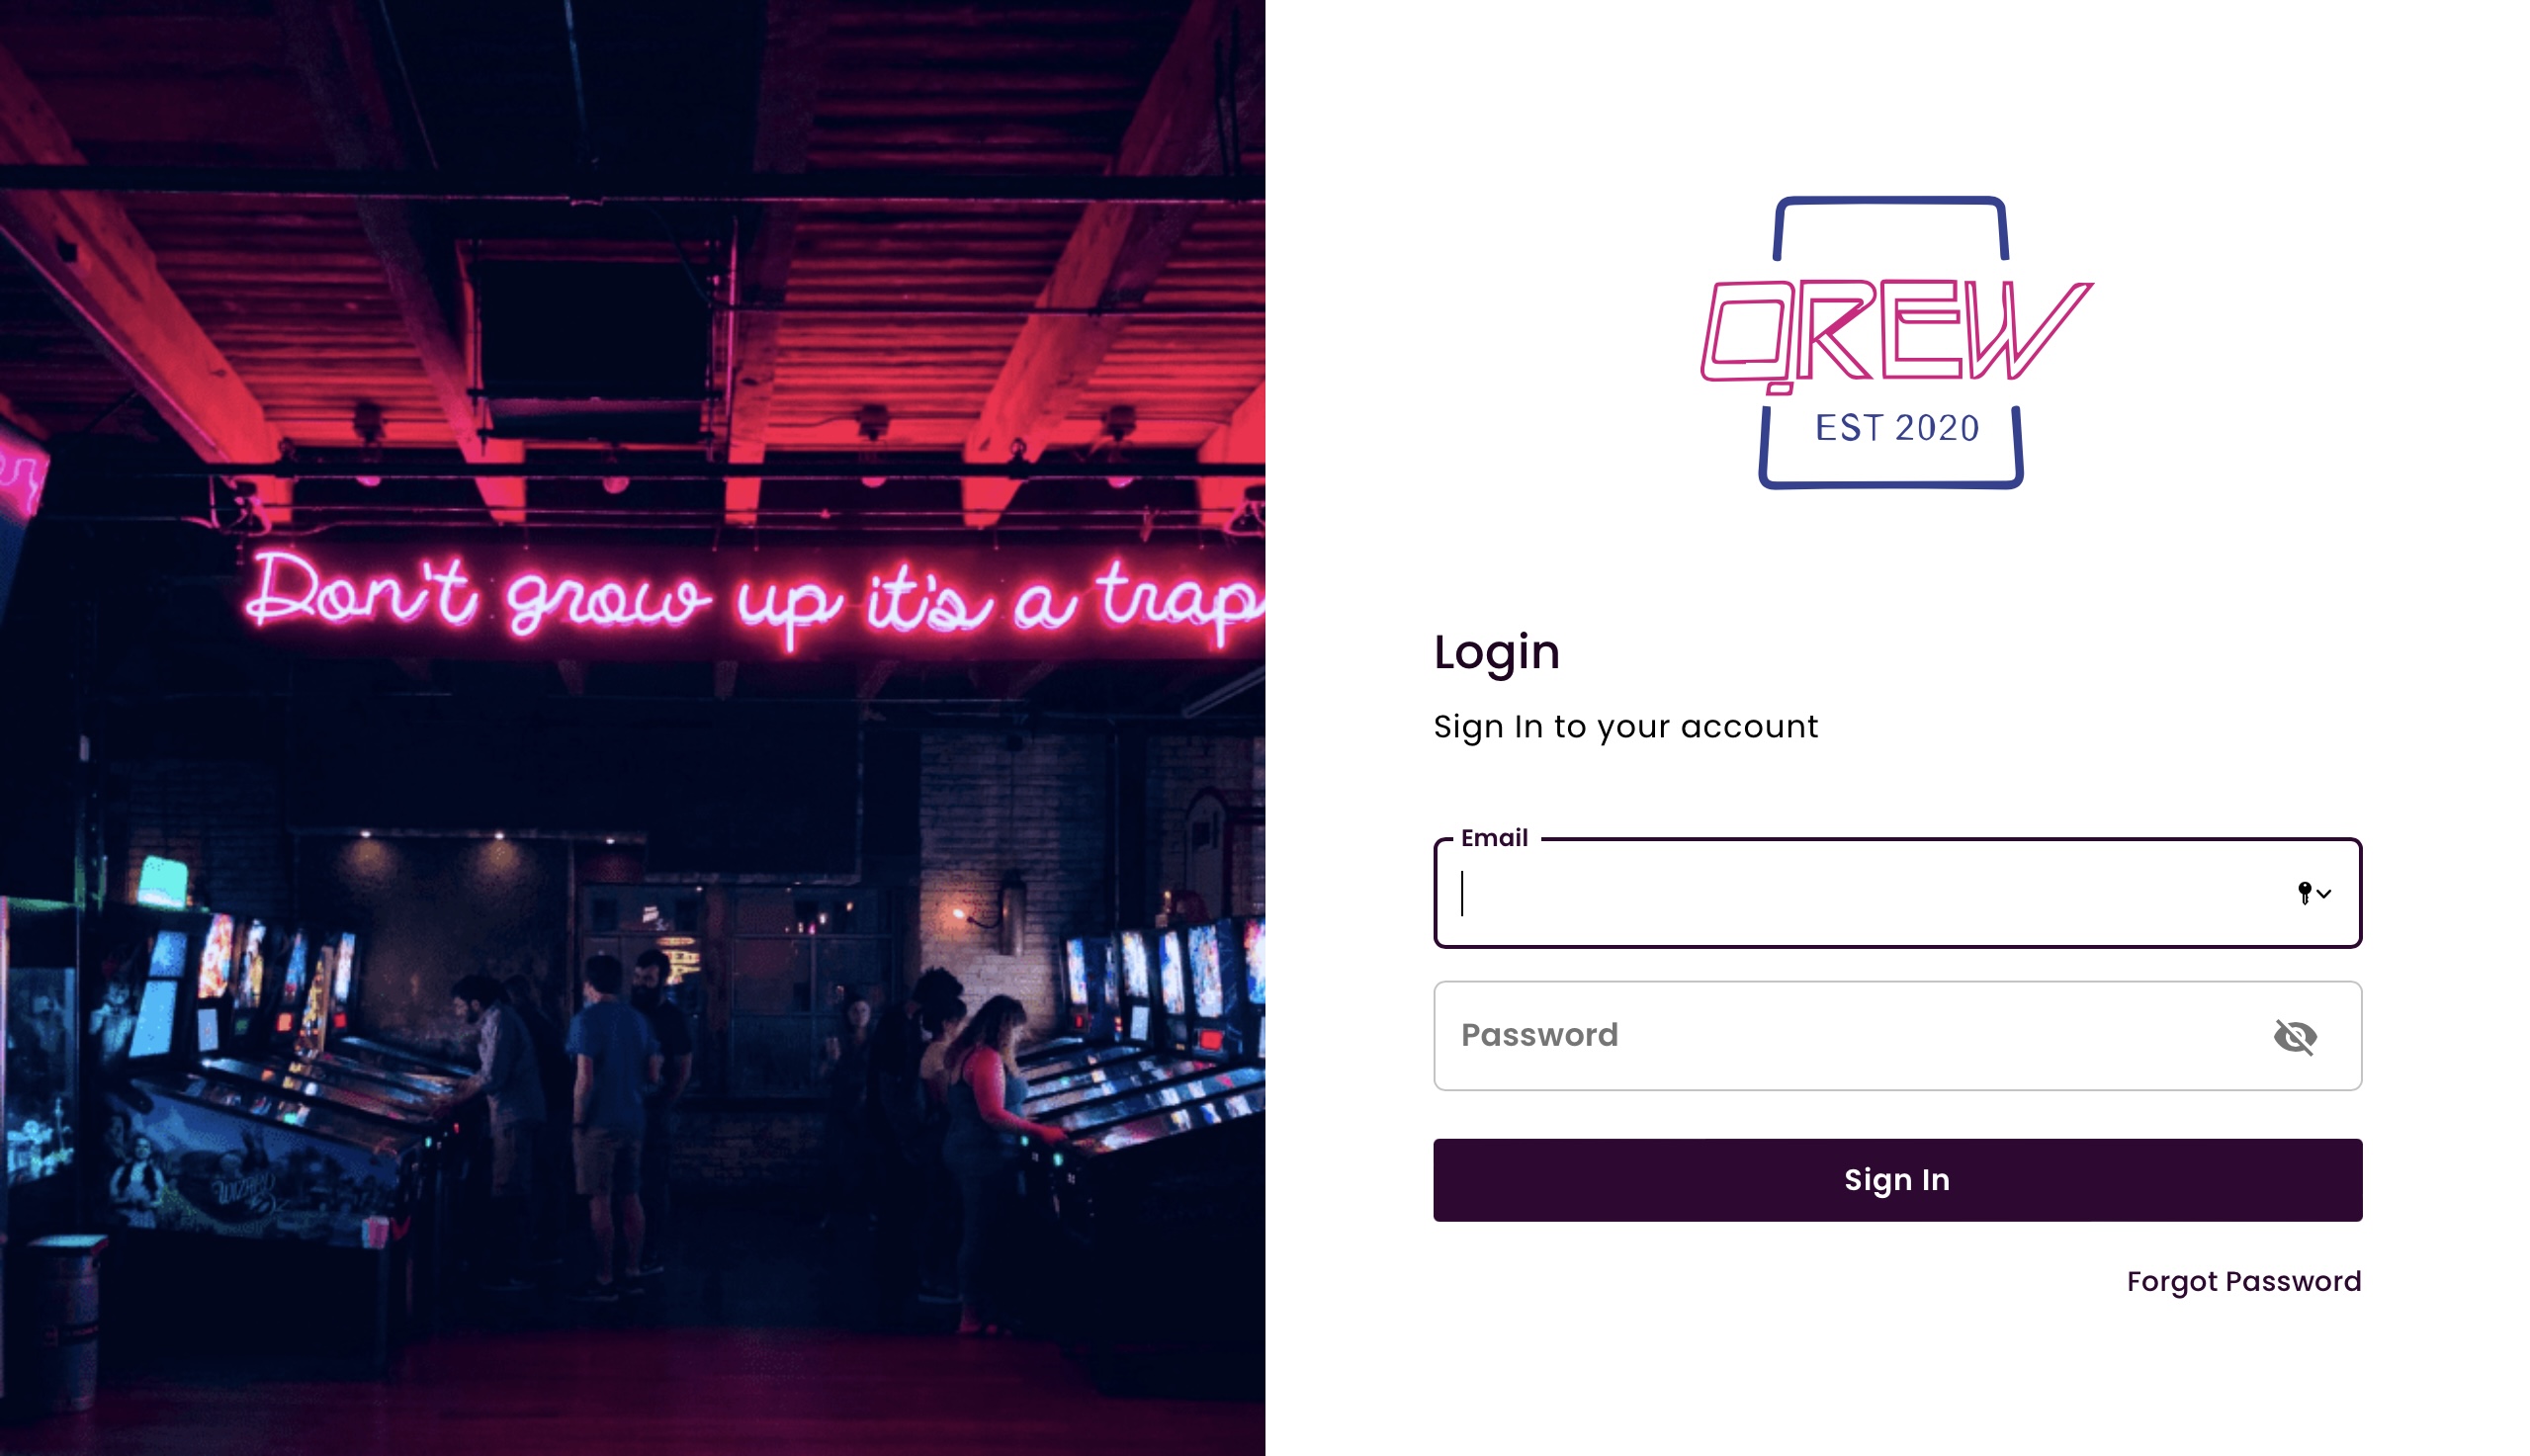 Don't grow up it's a trap
WIZARD
QREW
EST 2020
Login
Sign In to your account
Email
Password
Sign In
Forgot Password